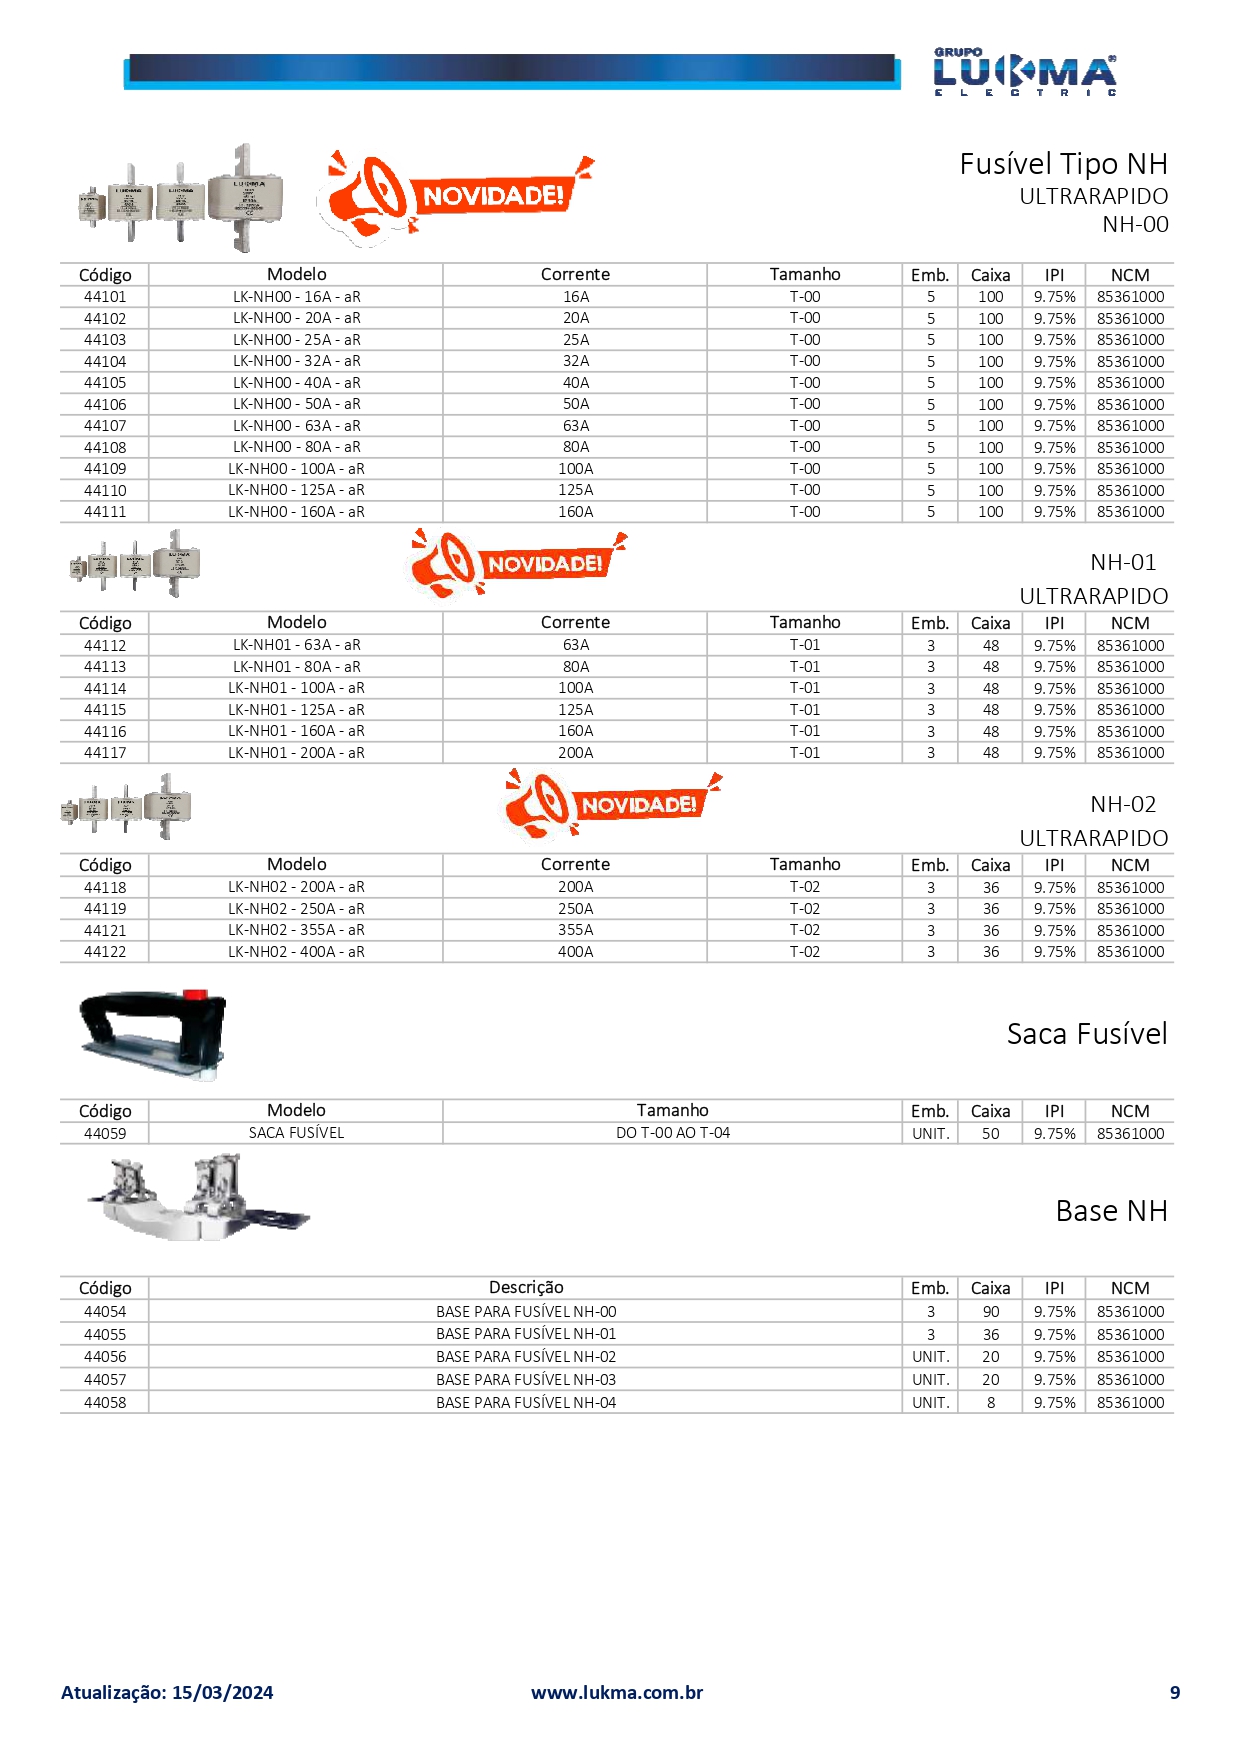 GRUPO
LUKMA
ELECTRIC
Fusível Tipo NH
ULTRARAPIDO
NH-00
NOVIDADE!
Código Modelo Corrente Tamanho Emb. Caixa IPI NCM
44101 LK-NH00 - 16A - aR 16A T-00 5 100 9.75% 85361000
44102 LK-NH00 - 20A - aR 20A T-00 5 100 9.75% 85361000
44103 LK-NH00 - 25A - aR 25A T-00 5 100 9.75% 85361000
44104 LK-NH00 - 32A - aR 32A T-00 5 100 9.75% 85361000
44105 LK-NH00 - 40A - aR 40A T-00 5 100 9.75% 85361000
44106 LK-NH00 - 50A - aR 50A T-00 5 100 9.75% 85361000
44107 LK-NH00 - 63A - aR 63A T-00 5 100 9.75% 85361000
44108 LK-NH00 - 80A - aR 80A T-00 5 100 9.75% 85361000
44109 LK-NH00 - 100A - aR 100A T-00 5 100 9.75% 85361000
44110 LK-NH00 - 125A - aR 125A T-00 5 100 9.75% 85361000
44111 LK-NH00 - 160A - aR 160A T-00 5 100 9.75% 85361000
NOVIDADE!
NH-01
ULTRARAPIDO
Código Modelo Corrente Tamanho Emb. Caixa IPI NCM
44112 LK-NH01 - 63A - aR 63A T-01 3 48 9.75% 85361000
44113 LK-NH01 - 80A - aR 80A T-01 3 48 9.75% 85361000
44114 LK-NH01 - 100A - aR 100A T-01 3 48 9.75% 85361000
44115 LK-NH01 - 125A - aR 125A T-01 3 48 9.75% 85361000
44116 LK-NH01 - 160A - aR 160A T-01 3 48 9.75% 85361000
44117 LK-NH01 - 200A - aR 200A T-01 3 48 9.75% 85361000
NOVIDADE!
NH-02
ULTRARAPIDO
Código Modelo Corrente Tamanho Emb. Caixa IPI NCM
44118 LK-NH02 - 200A - aR 200A T-02 3 36 9.75% 85361000
44119 LK-NH02 - 250A - aR 250A T-02 3 36 9.75% 85361000
44121 LK-NH02 - 355A - aR 355A T-02 3 36 9.75% 85361000
44122 LK-NH02 - 400A - aR 400A T-02 3 36 9.75% 85361000
Saca Fusível
Código Modelo Tamanho Emb. Caixa IPI NCM
44059 SACA FUSÍVEL DO T-00 AO T-04 UNIT. 50 9.75% 85361000
Base NH
Código Descrição Emb. Caixa IPI NCM
44054 BASE PARA FUSÍVEL NH-00 3 90 9.75% 85361000
44055 BASE PARA FUSÍVEL NH-01 3 36 9.75% 85361000
44056 BASE PARA FUSÍVEL NH-02 UNIT. 20 9.75% 85361000
44057 BASE PARA FUSÍVEL NH-03 UNIT. 20 9.75% 85361000
44058 BASE PARA FUSÍVEL NH-04 UNIT. 8 9.75% 85361000
Atualização: 15/03/2024 www.lukma.com.br 9